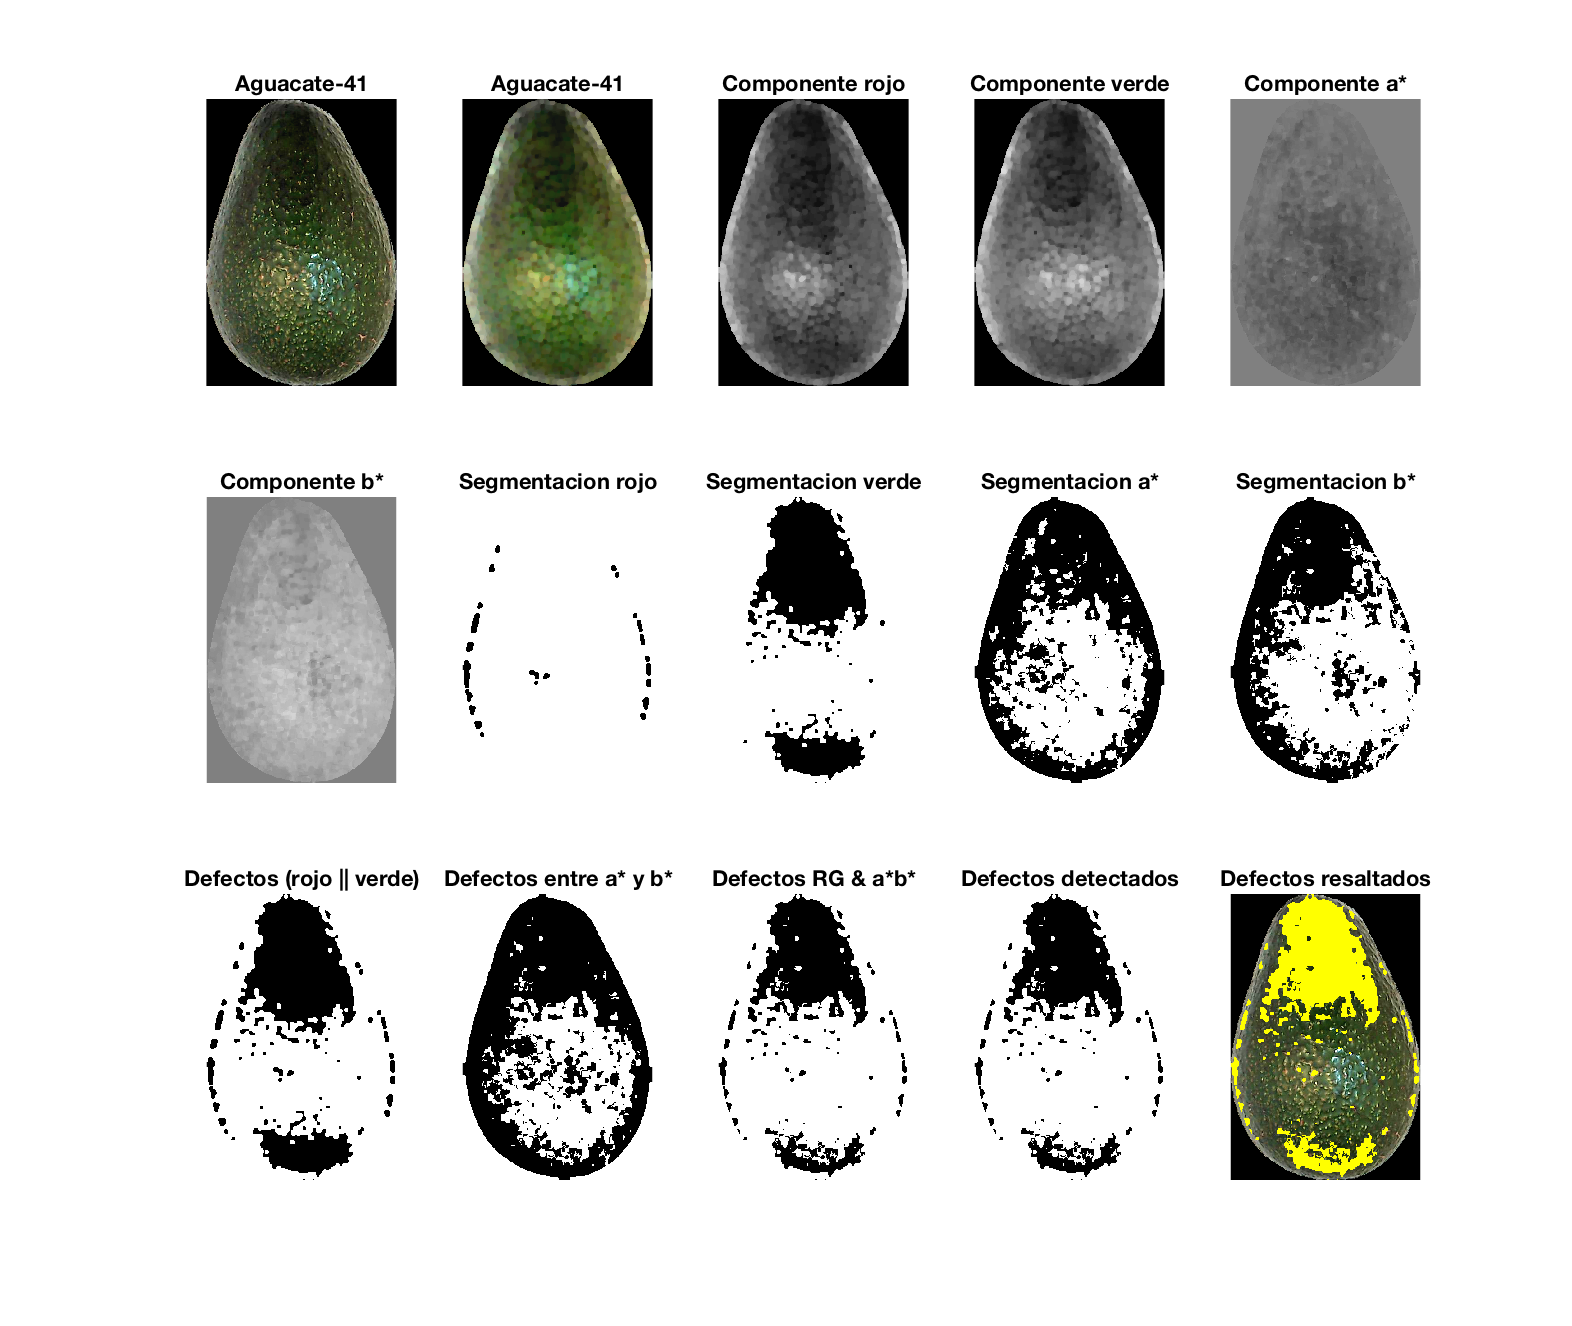 Aguacate-41
Aguacate-41
Componente rojo
Componente verde
Componente a*
Componente b*
Segmentacion rojo
Segmentacion verde
Segmentacion a*
Segmentacion b*
Defectos (rojo || verde)
Defectos entre a* y b*
Defectos RG & a*b*
Defectos detectados
Defectos resaltados